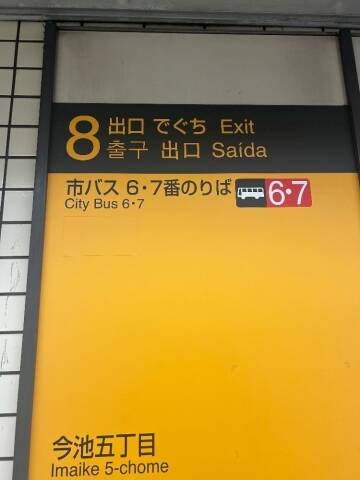 8 出口 でぐち Exit
출구 出口 Saída
市バス 6・7番のりば 6・7
City Bus 6・7
今池五丁目
Imaike 5-chome